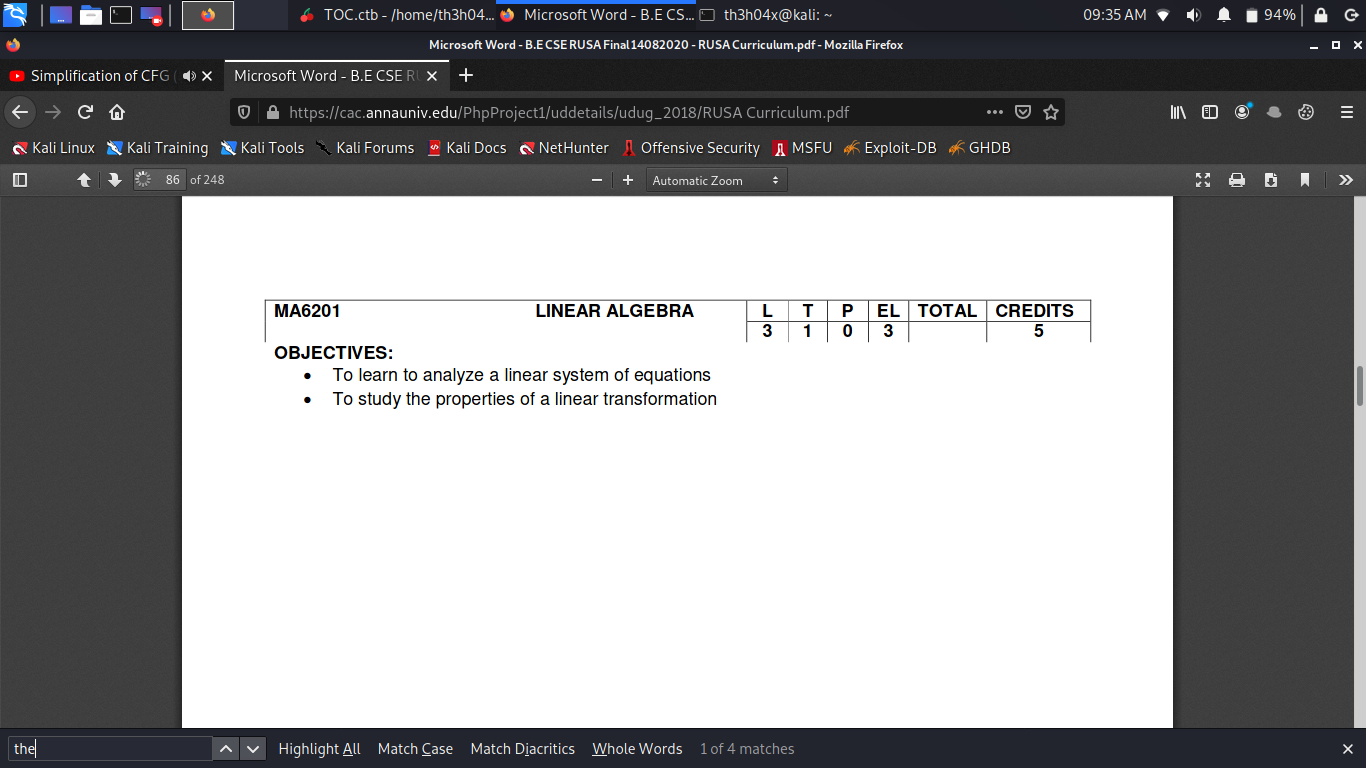 TOC.ctb - /home/th3h04... Microsoft Word - B.E CS... th3h04x@kali: ~ 09:35 AM 94%
Microsoft Word - B.E CSE RUSA Final 14082020 - RUSA Curriculum.pdf - Mozilla Firefox
Simplification of CFG ( Microsoft Word - B.E CSE RU
https://cac.annauniv.edu/PhpProject1/uddetails/udug_2018/RUSA Curriculum.pdf
Kali Linux Kali Training Kali Tools Kali Forums Kali Docs NetHunter Offensive Security MSFU Exploit-DB GHDB
86 of 248 Automatic Zoom
MA6201 LINEAR ALGEBRA L T P EL TOTAL CREDITS
3 1 0 3 5
OBJECTIVES:
• To learn to analyze a linear system of equations
• To study the properties of a linear transformation
the Highlight All Match Case Match Diacritics Whole Words 1 of 4 matches